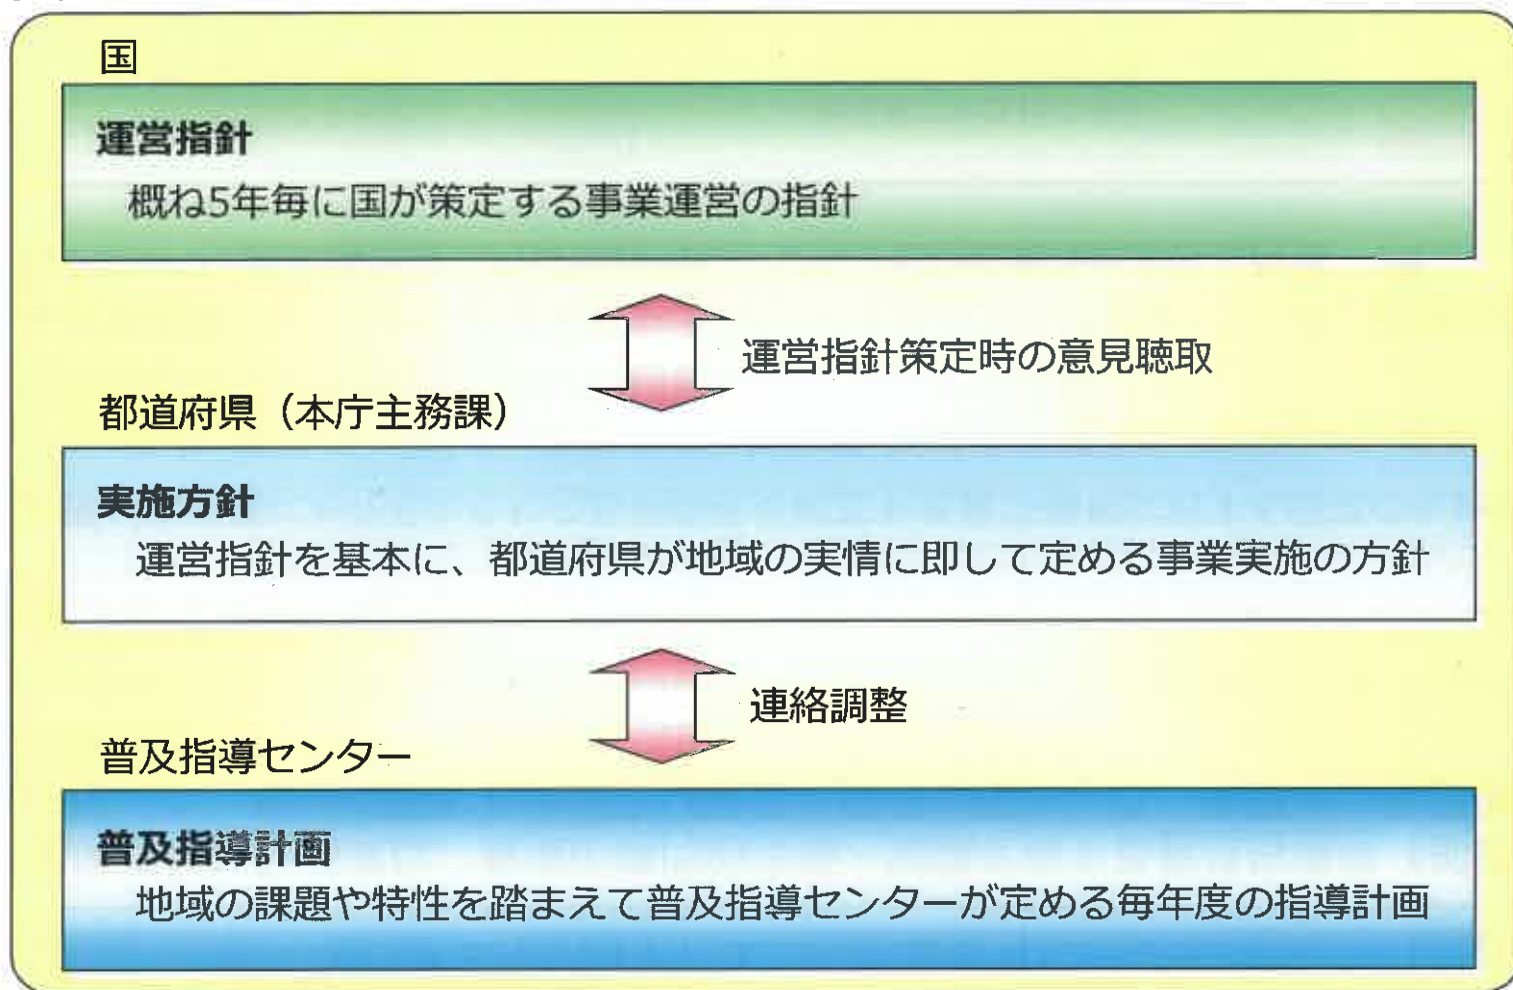 国
運営指針
概ね5年毎に国が策定する事業運営の指針
運営指針策定時の意見聴取
都道府県（本庁主務課）
実施方針
運営指針を基本に、都道府県が地域の実情に即して定める事業実施の方針
連絡調整
普及指導センター
普及指導計画
地域の課題や特性を踏まえて普及指導センターが定める毎年度の指導計画